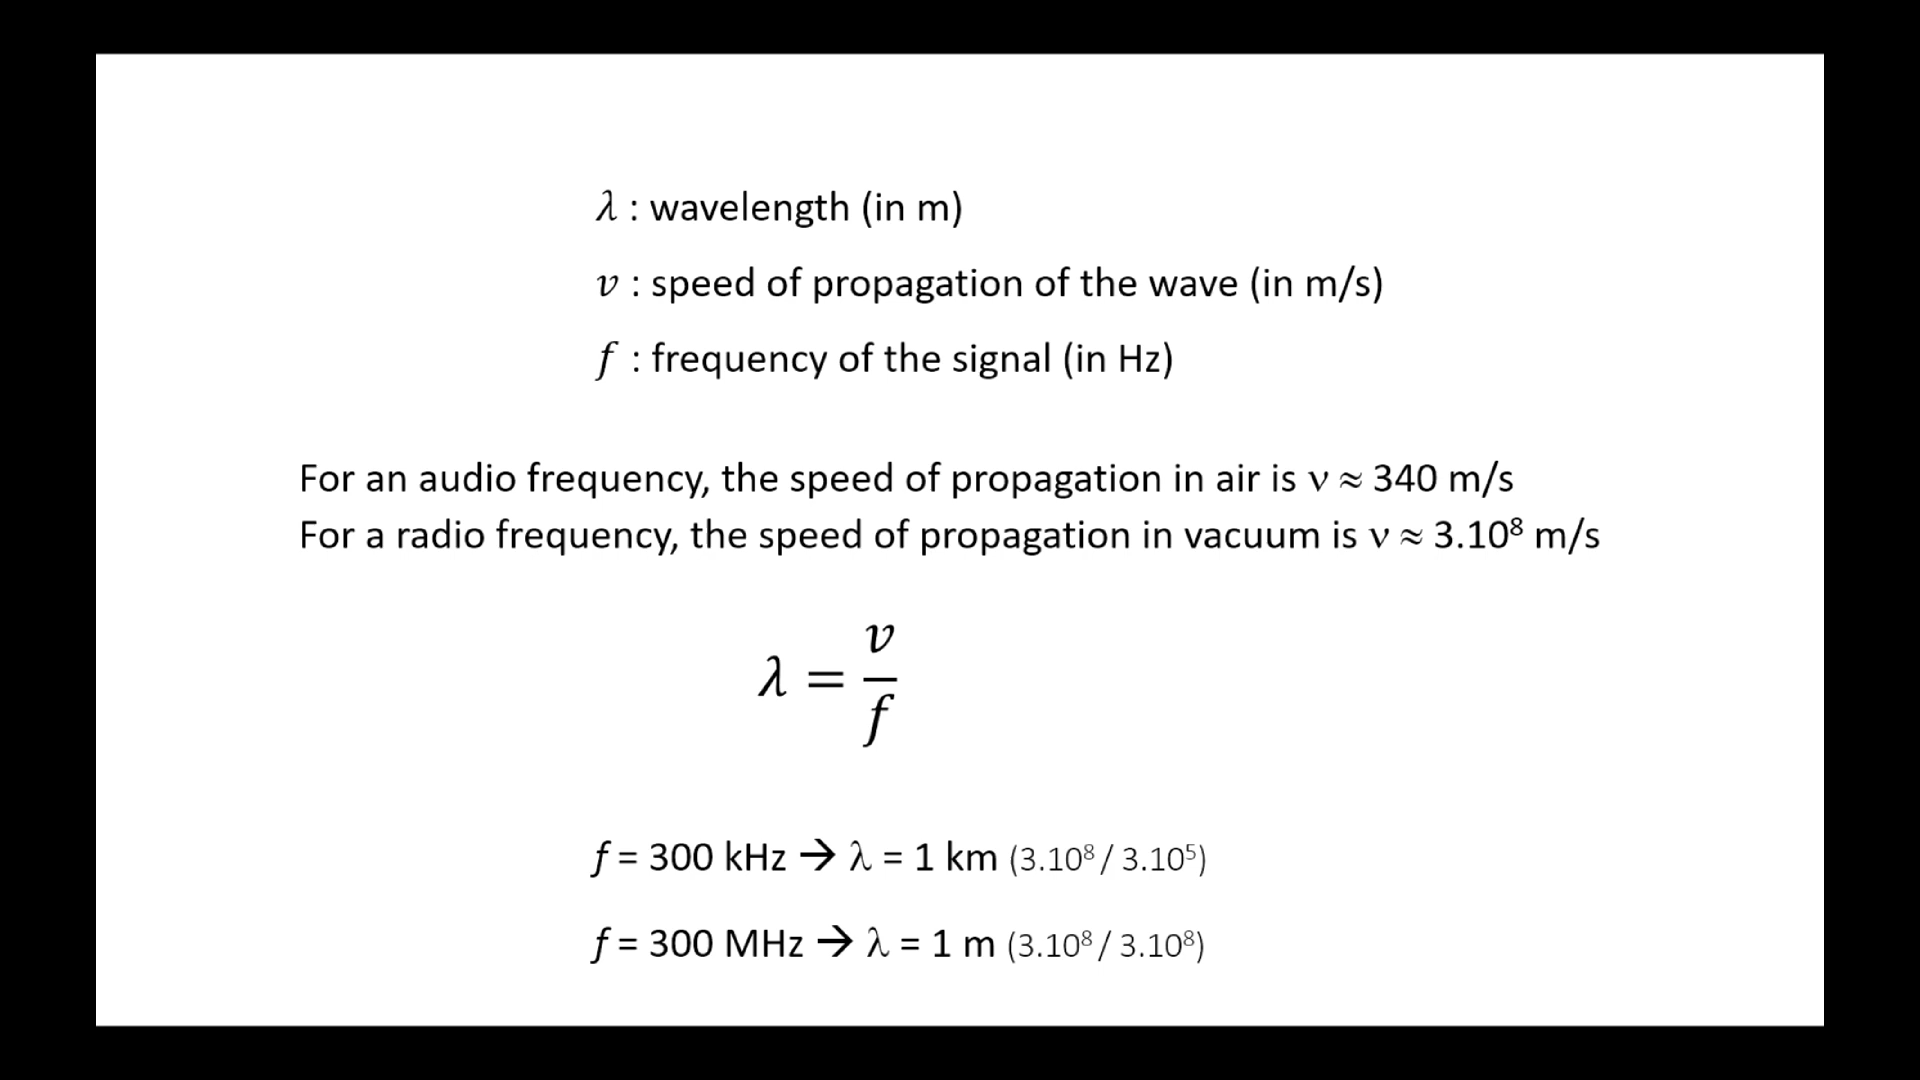 λ : wavelength (in m)
v : speed of propagation of the wave (in m/s)
f : frequency of the signal (in Hz)
For an audio frequency, the speed of propagation in air is ν ≈ 340 m/s
For a radio frequency, the speed of propagation in vacuum is ν ≈ 3.10⁸ m/s
λ = v/f
f = 300 kHz → λ = 1 km (3.10⁸ / 3.10⁵)
f = 300 MHz → λ = 1 m (3.10⁸ / 3.10⁸)